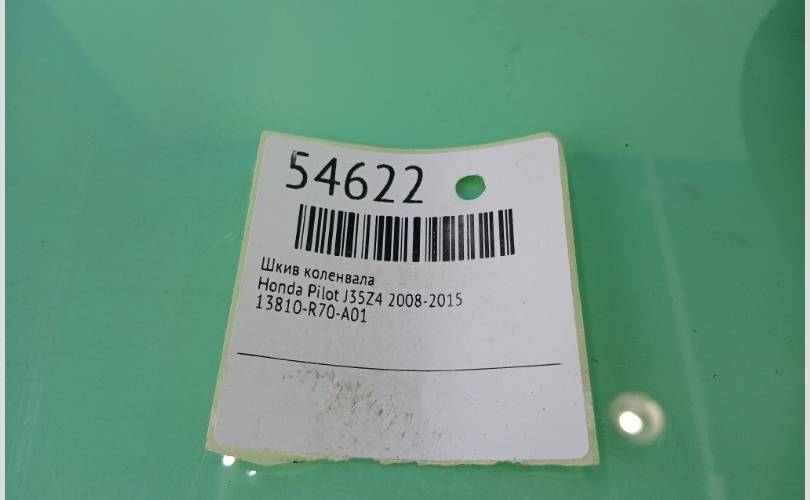 54622
Шкив коленвала
Honda Pilot J35Z4 2008-2015
13810-R70-A01